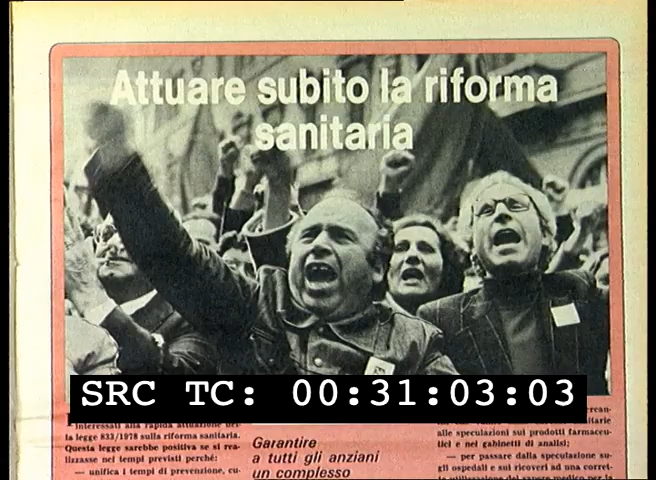 Attuare subito la riforma
sanitaria
SRC TC: 00:31:03:03
interessati alla rapida attuazione del-
la legge 833/1978 sulla riforma sanitaria.
Questa legge sarebbe positiva se si rea-
lizzasse nei tempi previsti perché:
— unifica i tempi di prevenzione, cu-
Garantire
a tutti gli anziani
un complesso
alle speculazioni sui prodotti farmaceu-
tici e nei gabinetti di analisi;
— per passare dalla speculazione su-
gli ospedali e sui ricoveri ad una corret-